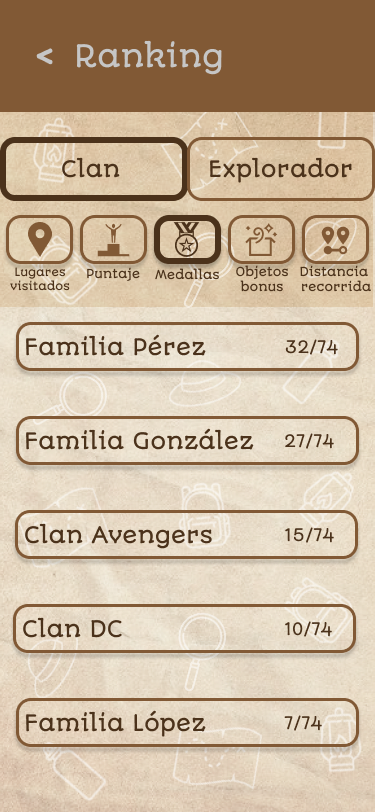 < Ranking
Clan Explorador
Lugares visitados
Puntaje
Medallas
Objetos bonus
Distancia recorrida
Familia Pérez 32/74
Familia González 27/74
Clan Avengers 15/74
Clan DC 10/74
Familia López 7/74